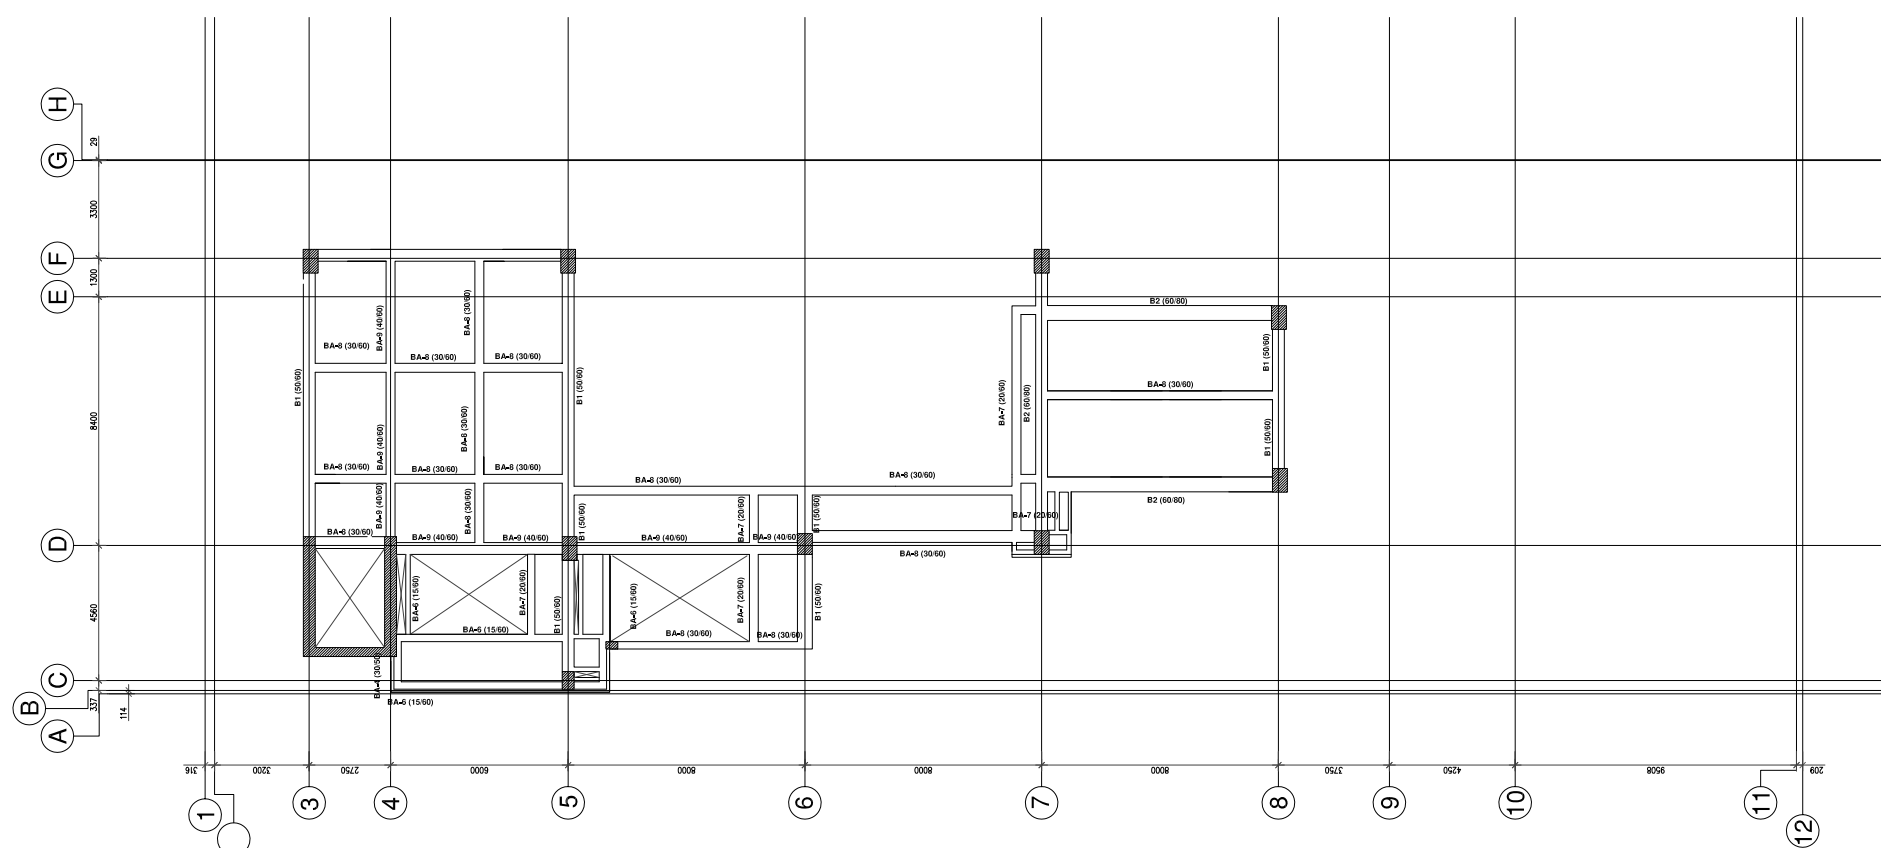 H
G
F
E
D
C
B
A
29
3300
1300
8400
4560
337
114
B2 (60/80)
BA-9 (40/60)
BA-8 (30/60)
BA-8 (30/60)
BA-8 (30/60)
BA-8 (30/60)
B1 (50/60)
B1 (50/60)
B1 (50/60)
BA-7 (20/60)
B2 (60/80)
BA-8 (30/60)
BA-9 (40/60)
BA-8 (30/60)
B1 (50/60)
BA-8 (30/60)
BA-8 (30/60)
BA-8 (30/60)
BA-8 (30/60)
BA-8 (30/60)
B2 (60/80)
BA-9 (40/60)
BA-8 (30/60)
B1 (50/60)
BA-7 (20/60)
B1 (50/60)
BA-7 (20/60)
BA-8 (30/60)
BA-9 (40/60)
BA-9 (40/60)
BA-9 (40/60)
BA-9 (40/60)
BA-8 (30/60)
BA-6 (15/60)
BA-7 (20/60)
B1 (50/60)
BA-6 (15/60)
BA-7 (20/60)
B1 (50/60)
BA-6 (15/60)
BA-8 (30/60)
BA-8 (30/60)
BA-4 (30/50)
BA-6 (15/60)
316
3200
2750
6000
8000
8000
8000
3750
4250
9508
209
1
3
4
5
6
7
8
9
10
11
12